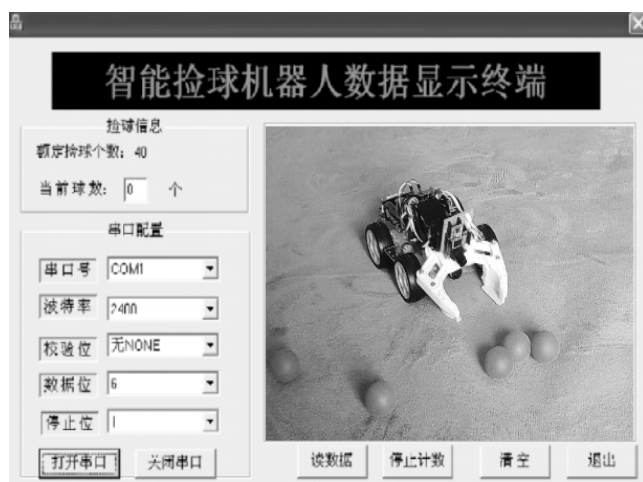 智能捡球机器人数据显示终端
捡球信息
额定捡球个数：40
当前球数： 0 个
串口配置
串口号 COM1
波特率 2400
校验位 无NONE
数据位 6
停止位 1
打开串口 关闭串口
读数据 停止计数 清空 退出